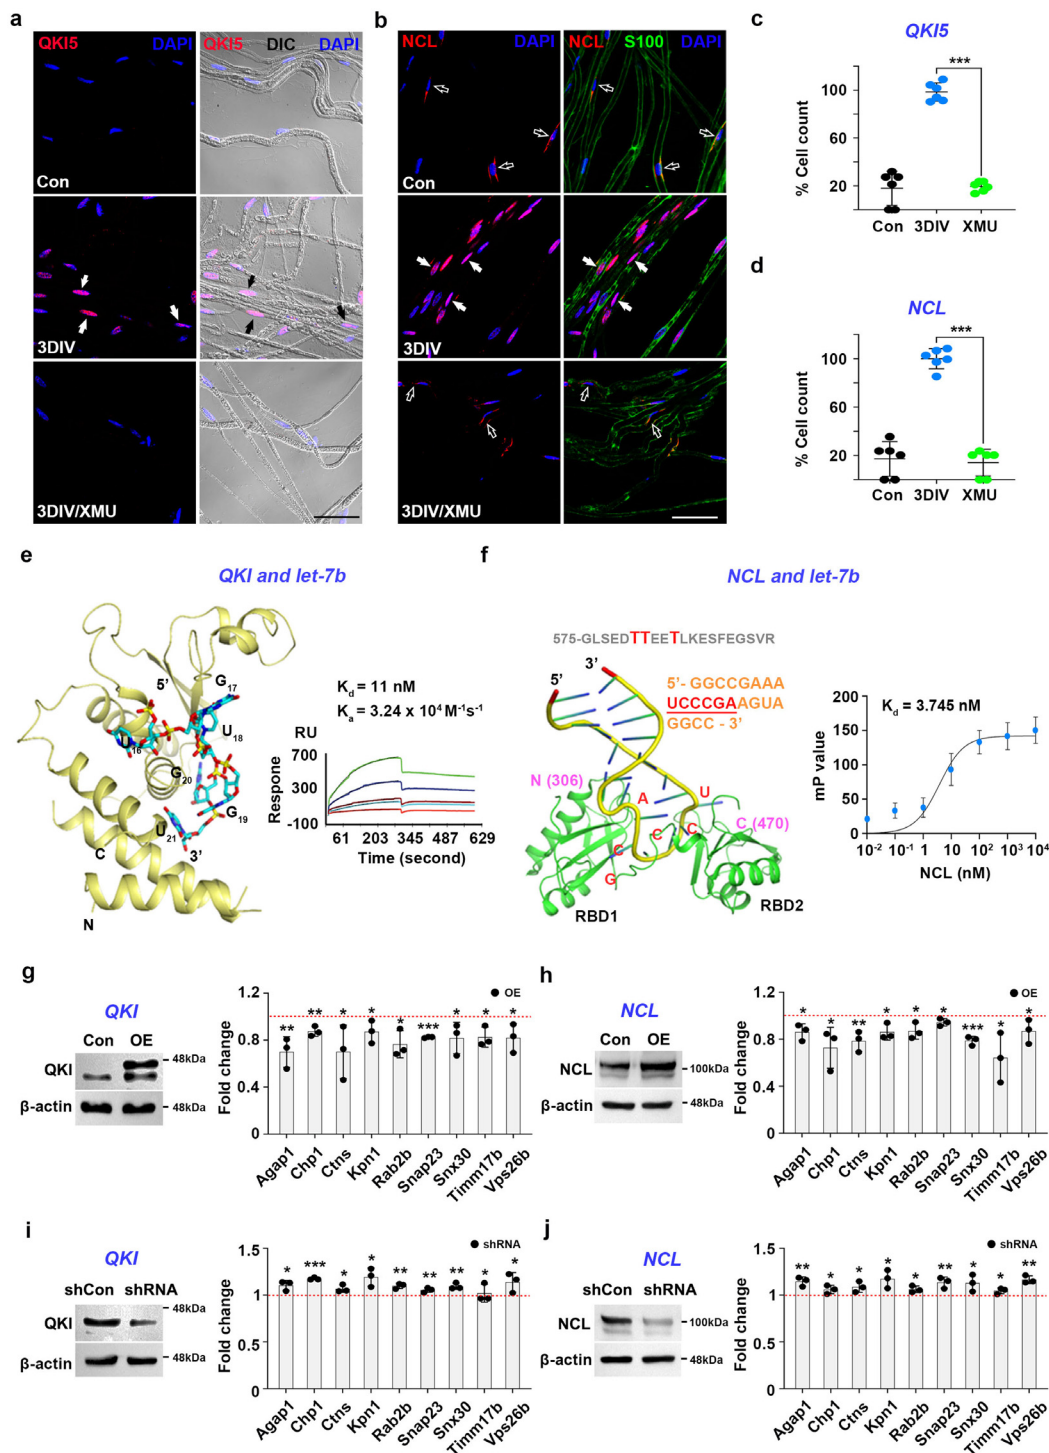 a
QKI5 DAPI QKI5 DIC DAPI
Con
3DIV
3DIV/XMU
b
NCL DAPI NCL S100 DAPI
Con
3DIV
3DIV/XMU
c
QKI5
***
% Cell count
100
60
20
Con 3DIV XMU
d
NCL
***
% Cell count
100
60
20
Con 3DIV XMU
e
QKI and let-7b
5’
G17
U18
U16
G20
G19
U21
3’
C
N
Kd = 11 nM
Ka = 3.24 x 10⁴ M⁻¹s⁻¹
RU
Respone
700
300
-100
61 203 345 487 629
Time (second)
f
NCL and let-7b
575-GLSEDTTEETLKESFEGSVR
3’
5’
5’- GGCCGAAA
UCCCGAAGUA
GGCC - 3’
N (306)
A
U
C (470)
C
C
C
G
RBD1
RBD2
Kd = 3.745 nM
mP value
200
150
100
50
0
10⁻² 10⁻¹ 1 10 10² 10³ 10⁴
NCL (nM)
g
QKI
Con OE
QKI
48kDa
β-actin
48kDa
OE
Fold change
1.2
0.8
0.4
0
** ** * * * *** * * *
Agap1 Chp1 Ctns Kpn1 Rab2b Snap23 Snx30 Timm17b Vps26b
h
NCL
Con OE
NCL
100kDa
β-actin
48kDa
OE
Fold change
1.2
0.8
0.4
0
* * ** * * * *** * *
Agap1 Chp1 Ctns Kpn1 Rab2b Snap23 Snx30 Timm17b Vps26b
i
QKI
shCon shRNA
QKI
48kDa
β-actin
48kDa
shRNA
Fold change
1.5
1
0.5
0
* *** * * ** ** ** * *
Agap1 Chp1 Ctns Kpn1 Rab2b Snap23 Snx30 Timm17b Vps26b
j
NCL
shCon shRNA
NCL
100kDa
β-actin
48kDa
shRNA
Fold change
1.5
1
0.5
0
** * * * * ** * * **
Agap1 Chp1 Ctns Kpn1 Rab2b Snap23 Snx30 Timm17b Vps26b